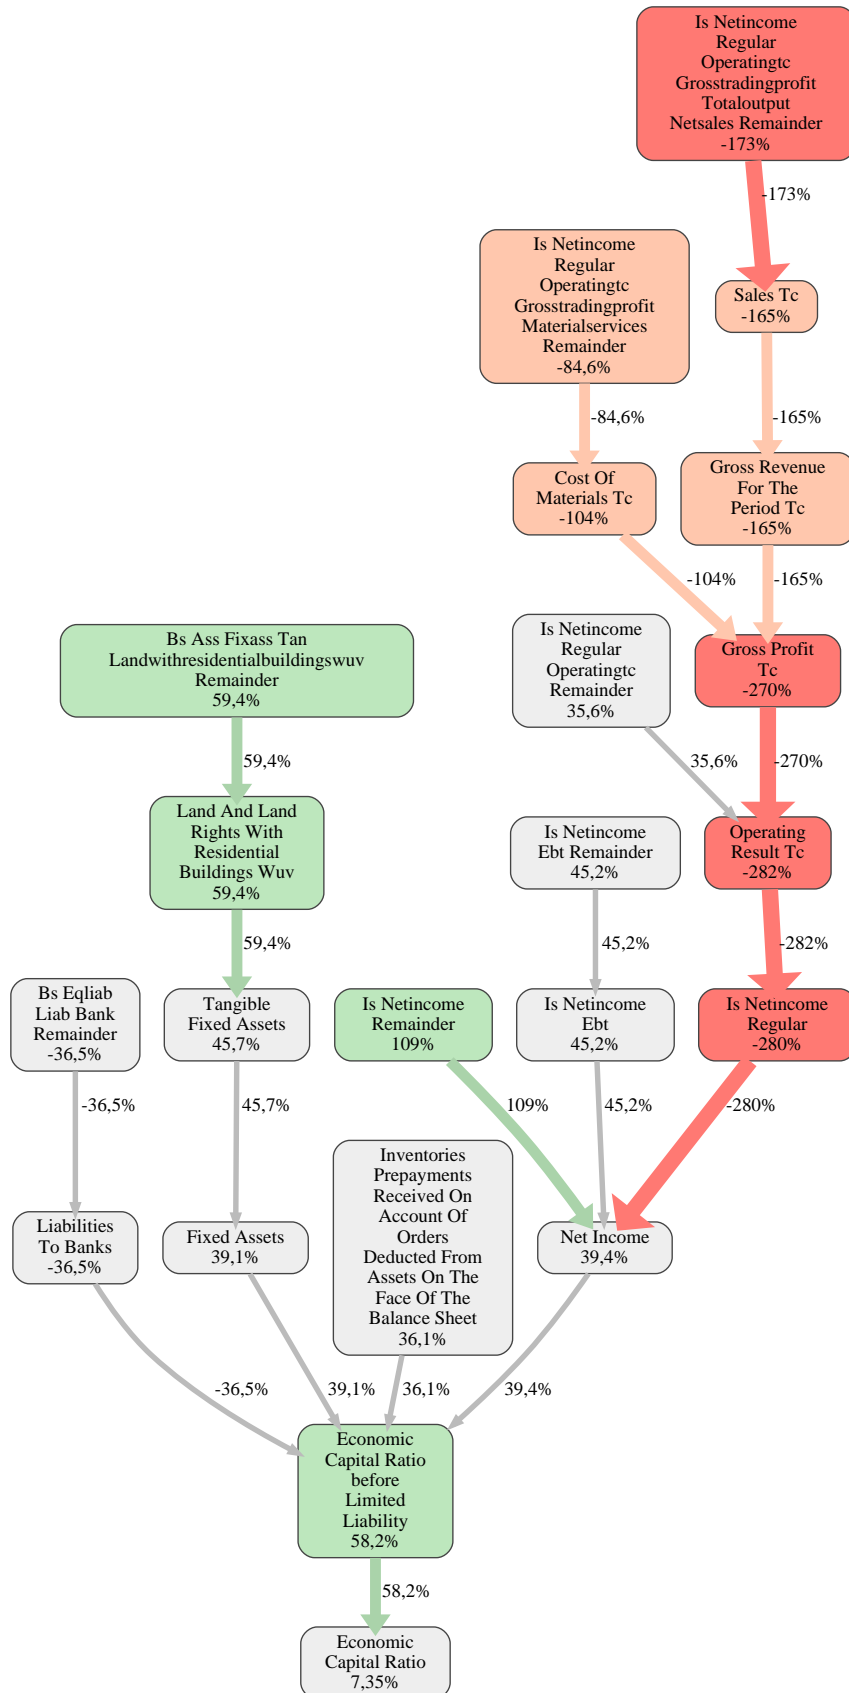 Is Netincome
Regular
Operatingtc
Grosstradingprofit
Totaloutput
Netsales Remainder
-173%
-173%
Is Netincome
Regular
Operatingtc
Grosstradingprofit
Materialservices
Remainder
-84,6%
Sales Tc
-165%
-84,6%
-165%
Cost Of
Materials Tc
-104%
Gross Revenue
For The
Period Tc
-165%
-104%
-165%
Bs Ass Fixass Tan
Landwithresidentialbuildingswuv
Remainder
59,4%
Is Netincome
Regular
Operatingtc
Remainder
35,6%
Gross Profit
Tc
-270%
59,4%
35,6%
-270%
Land And Land
Rights With
Residential
Buildings Wuv
59,4%
Is Netincome
Ebt Remainder
45,2%
Operating
Result Tc
-282%
59,4%
45,2%
-282%
Bs Eqliab
Liab Bank
Remainder
-36,5%
Tangible
Fixed Assets
45,7%
Is Netincome
Remainder
109%
Is Netincome
Ebt
45,2%
Is Netincome
Regular
-280%
-36,5%
45,7%
109%
45,2%
-280%
Liabilities
To Banks
-36,5%
Fixed Assets
39,1%
Inventories
Prepayments
Received On
Account Of
Orders
Deducted From
Assets On The
Face Of The
Balance Sheet
36,1%
Net Income
39,4%
-36,5%
39,1%
36,1%
39,4%
Economic
Capital Ratio
before
Limited
Liability
58,2%
58,2%
Economic
Capital Ratio
7,35%